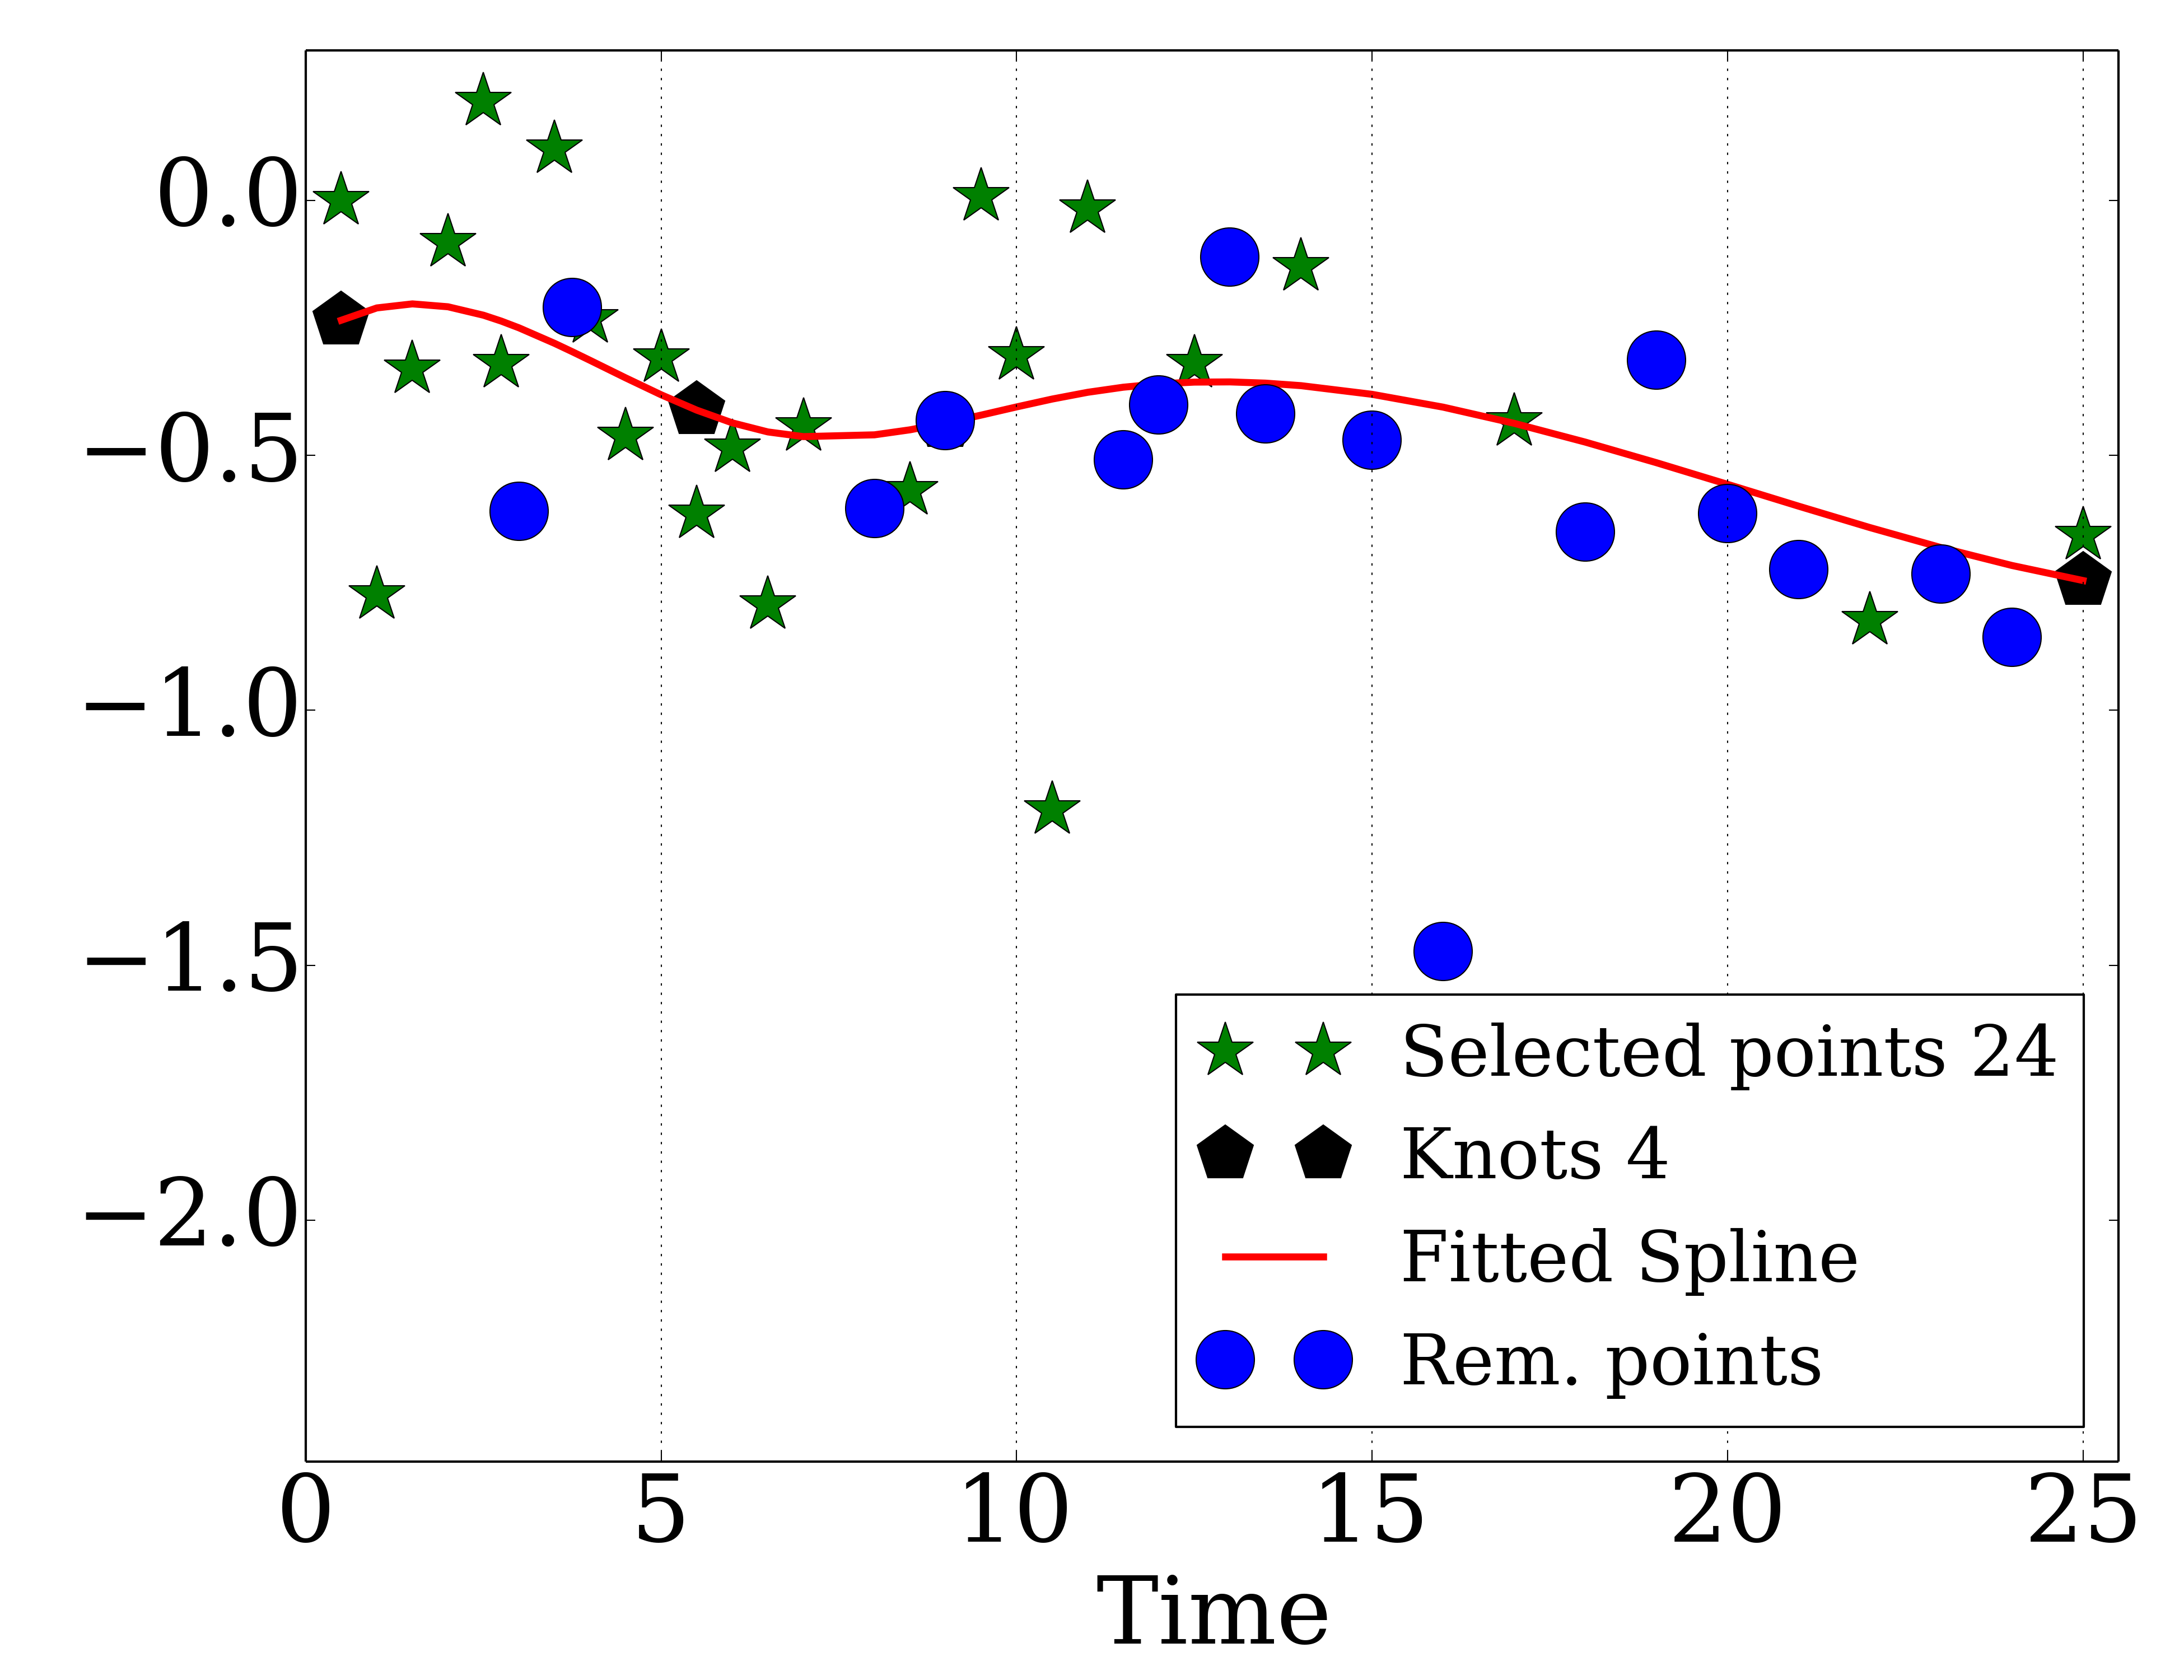 0.0
−0.5
−1.0
−1.5
−2.0
Selected points 24
Knots 4
Fitted Spline
Rem. points
0 5 10 15 20 25
Time